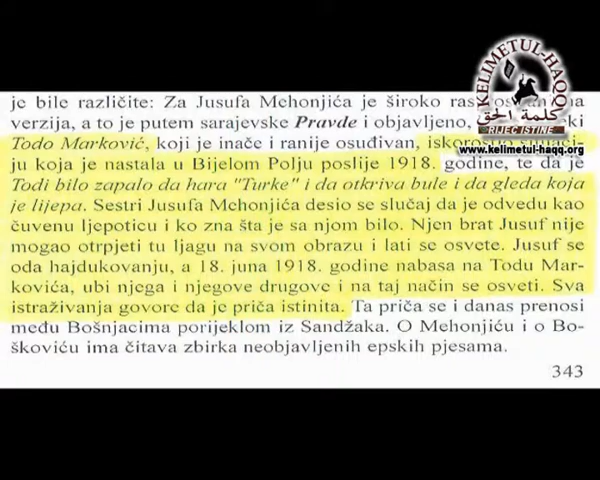 KELIMETUL-HAQQ
كلمة الحق
RIJEC ISTINE
www.kelimetul-haqq.org
je bile različite: Za Jusufa Mehonjića je široko
verzija, a to je putem sarajevske Pravde i objavljeno,
Todo Marković, koji je inače i ranije osuđivan,
ju koja je nastala u Bijelom Polju poslije 1918. godine, te da je
Todi bilo zapalo da hara "Turke" i da otkriva bule i da gleda koja
je lijepa. Sestri Jusufa Mehonjića desio se slučaj da je odvedu kao
čuvenu ljepoticu i ko zna šta je sa njom bilo. Njen brat Jusuf nije
mogao otrpjeti tu ljagu na svom obrazu i lati se osvete. Jusuf se
oda hajdukovanju, a 18. juna 1918. godine nabasa na Todu Mar-
kovića, ubi njega i njegove drugove i na taj način se osveti. Sva
istraživanja govore da je priča istinita. Ta priča se i danas prenosi
među Bošnjacima porijeklom iz Sandžaka. O Mehonjiću i o Bo-
škoviću ima čitava zbirka neobjavljenih epskih pjesama.
343